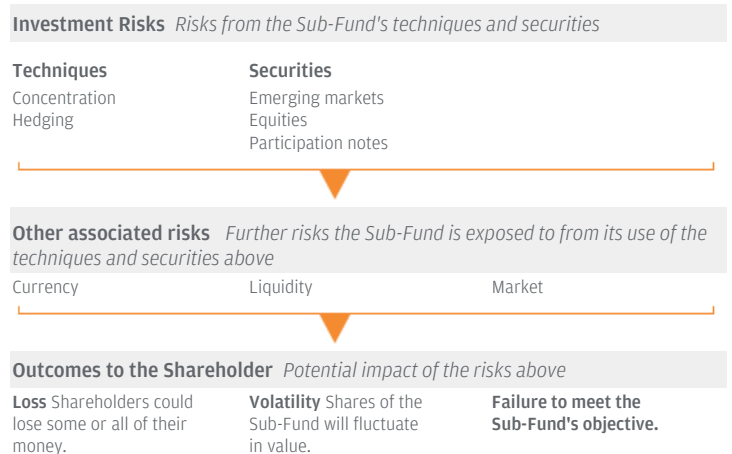 Investment Risks Risks from the Sub-Fund's techniques and securities
Techniques Securities
Concentration Emerging markets
Hedging Equities
Participation notes
Other associated risks Further risks the Sub-Fund is exposed to from its use of the
techniques and securities above
Currency Liquidity Market
Outcomes to the Shareholder Potential impact of the risks above
Loss Shareholders could
lose some or all of their
money.
Volatility Shares of the
Sub-Fund will fluctuate
in value.
Failure to meet the
Sub-Fund's objective.